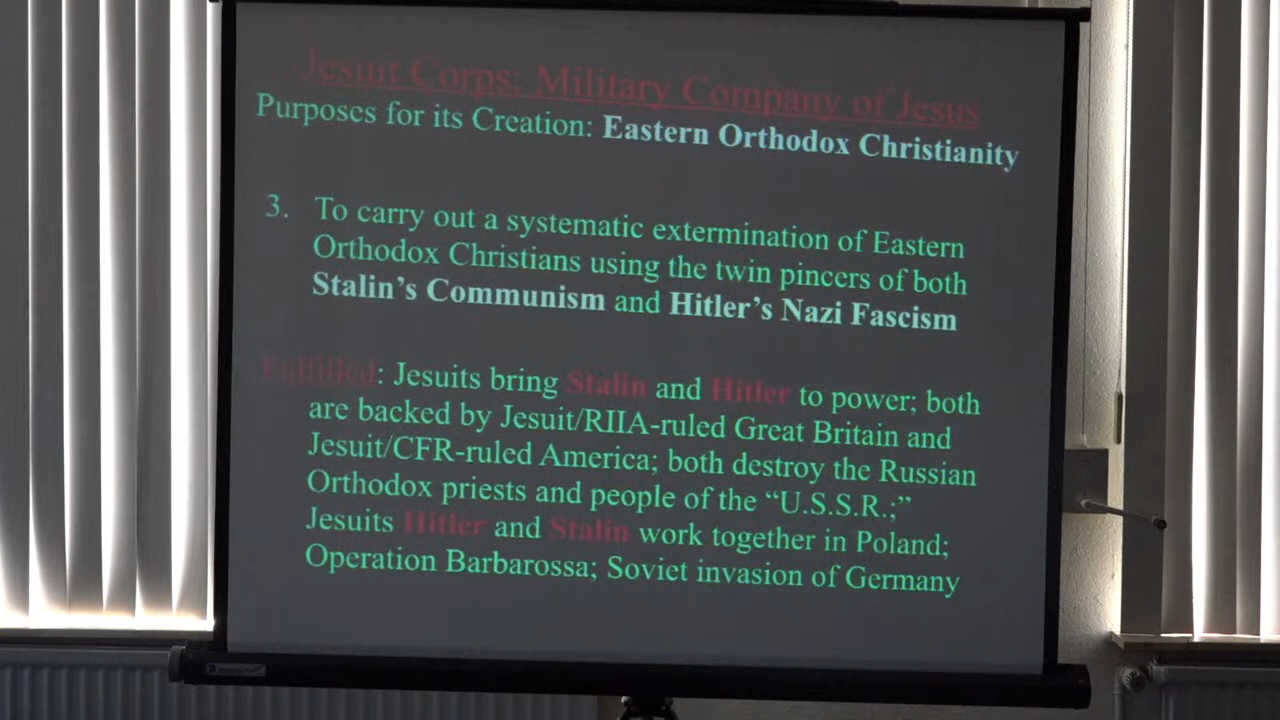 Jesuit Corps: Military Company of Jesus
Purposes for its Creation: Eastern Orthodox Christianity
3. To carry out a systematic extermination of Eastern
Orthodox Christians using the twin pincers of both
Stalin's Communism and Hitler's Nazi Fascism
Fulfilled: Jesuits bring Stalin and Hitler to power; both
are backed by Jesuit/RIIA-ruled Great Britain and
Jesuit/CFR-ruled America; both destroy the Russian
Orthodox priests and people of the “U.S.S.R.;”
Jesuits Hitler and Stalin work together in Poland;
Operation Barbarossa; Soviet invasion of Germany